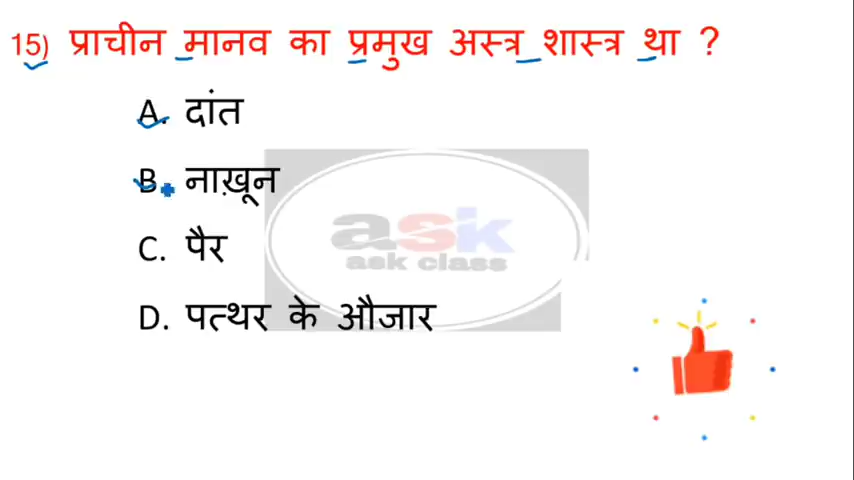 15) प्राचीन मानव का प्रमुख अस्त्र शास्त्र था ?
A. दांत
B. नाख़ून
C. पैर
D. पत्थर के औजार
ask
ask class